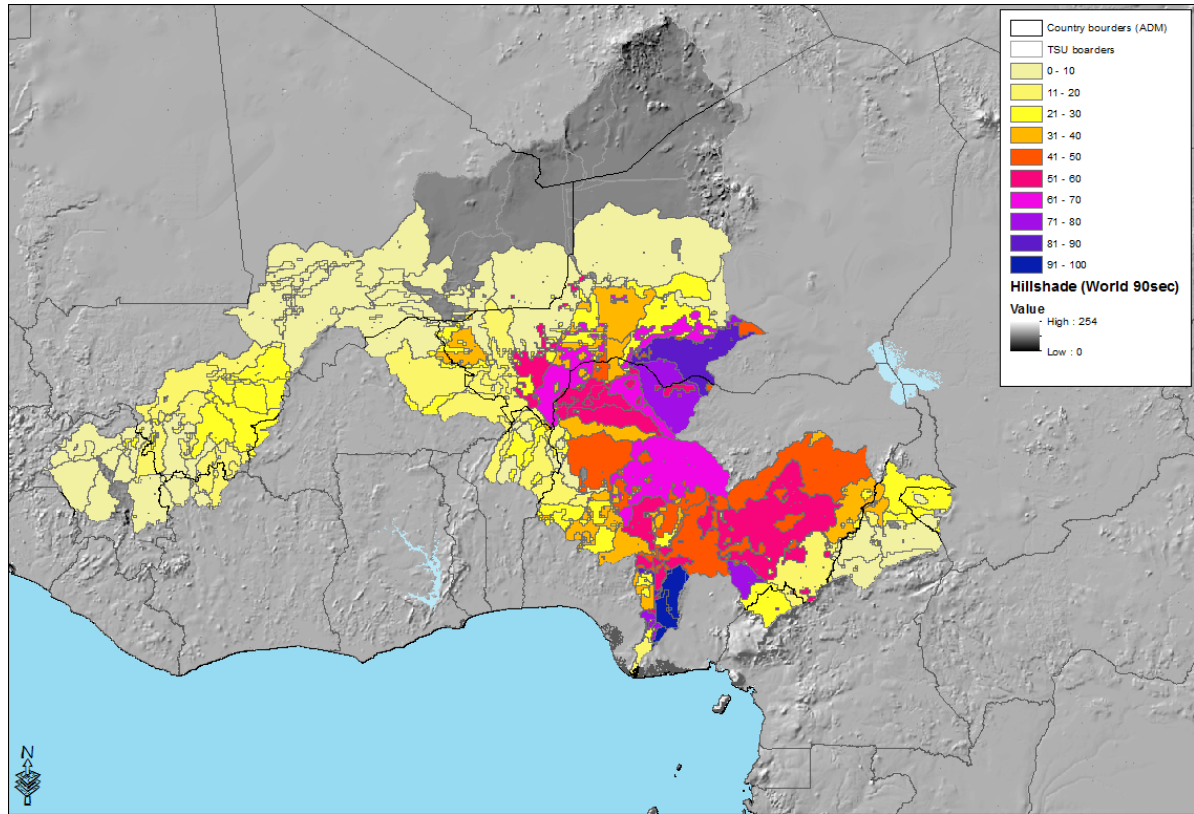 Country bourders (ADM)
TSU boarders
0 - 10
11 - 20
21 - 30
31 - 40
41 - 50
51 - 60
61 - 70
71 - 80
81 - 90
91 - 100
Hillshade (World 90sec)
Value
High : 254
Low : 0
N